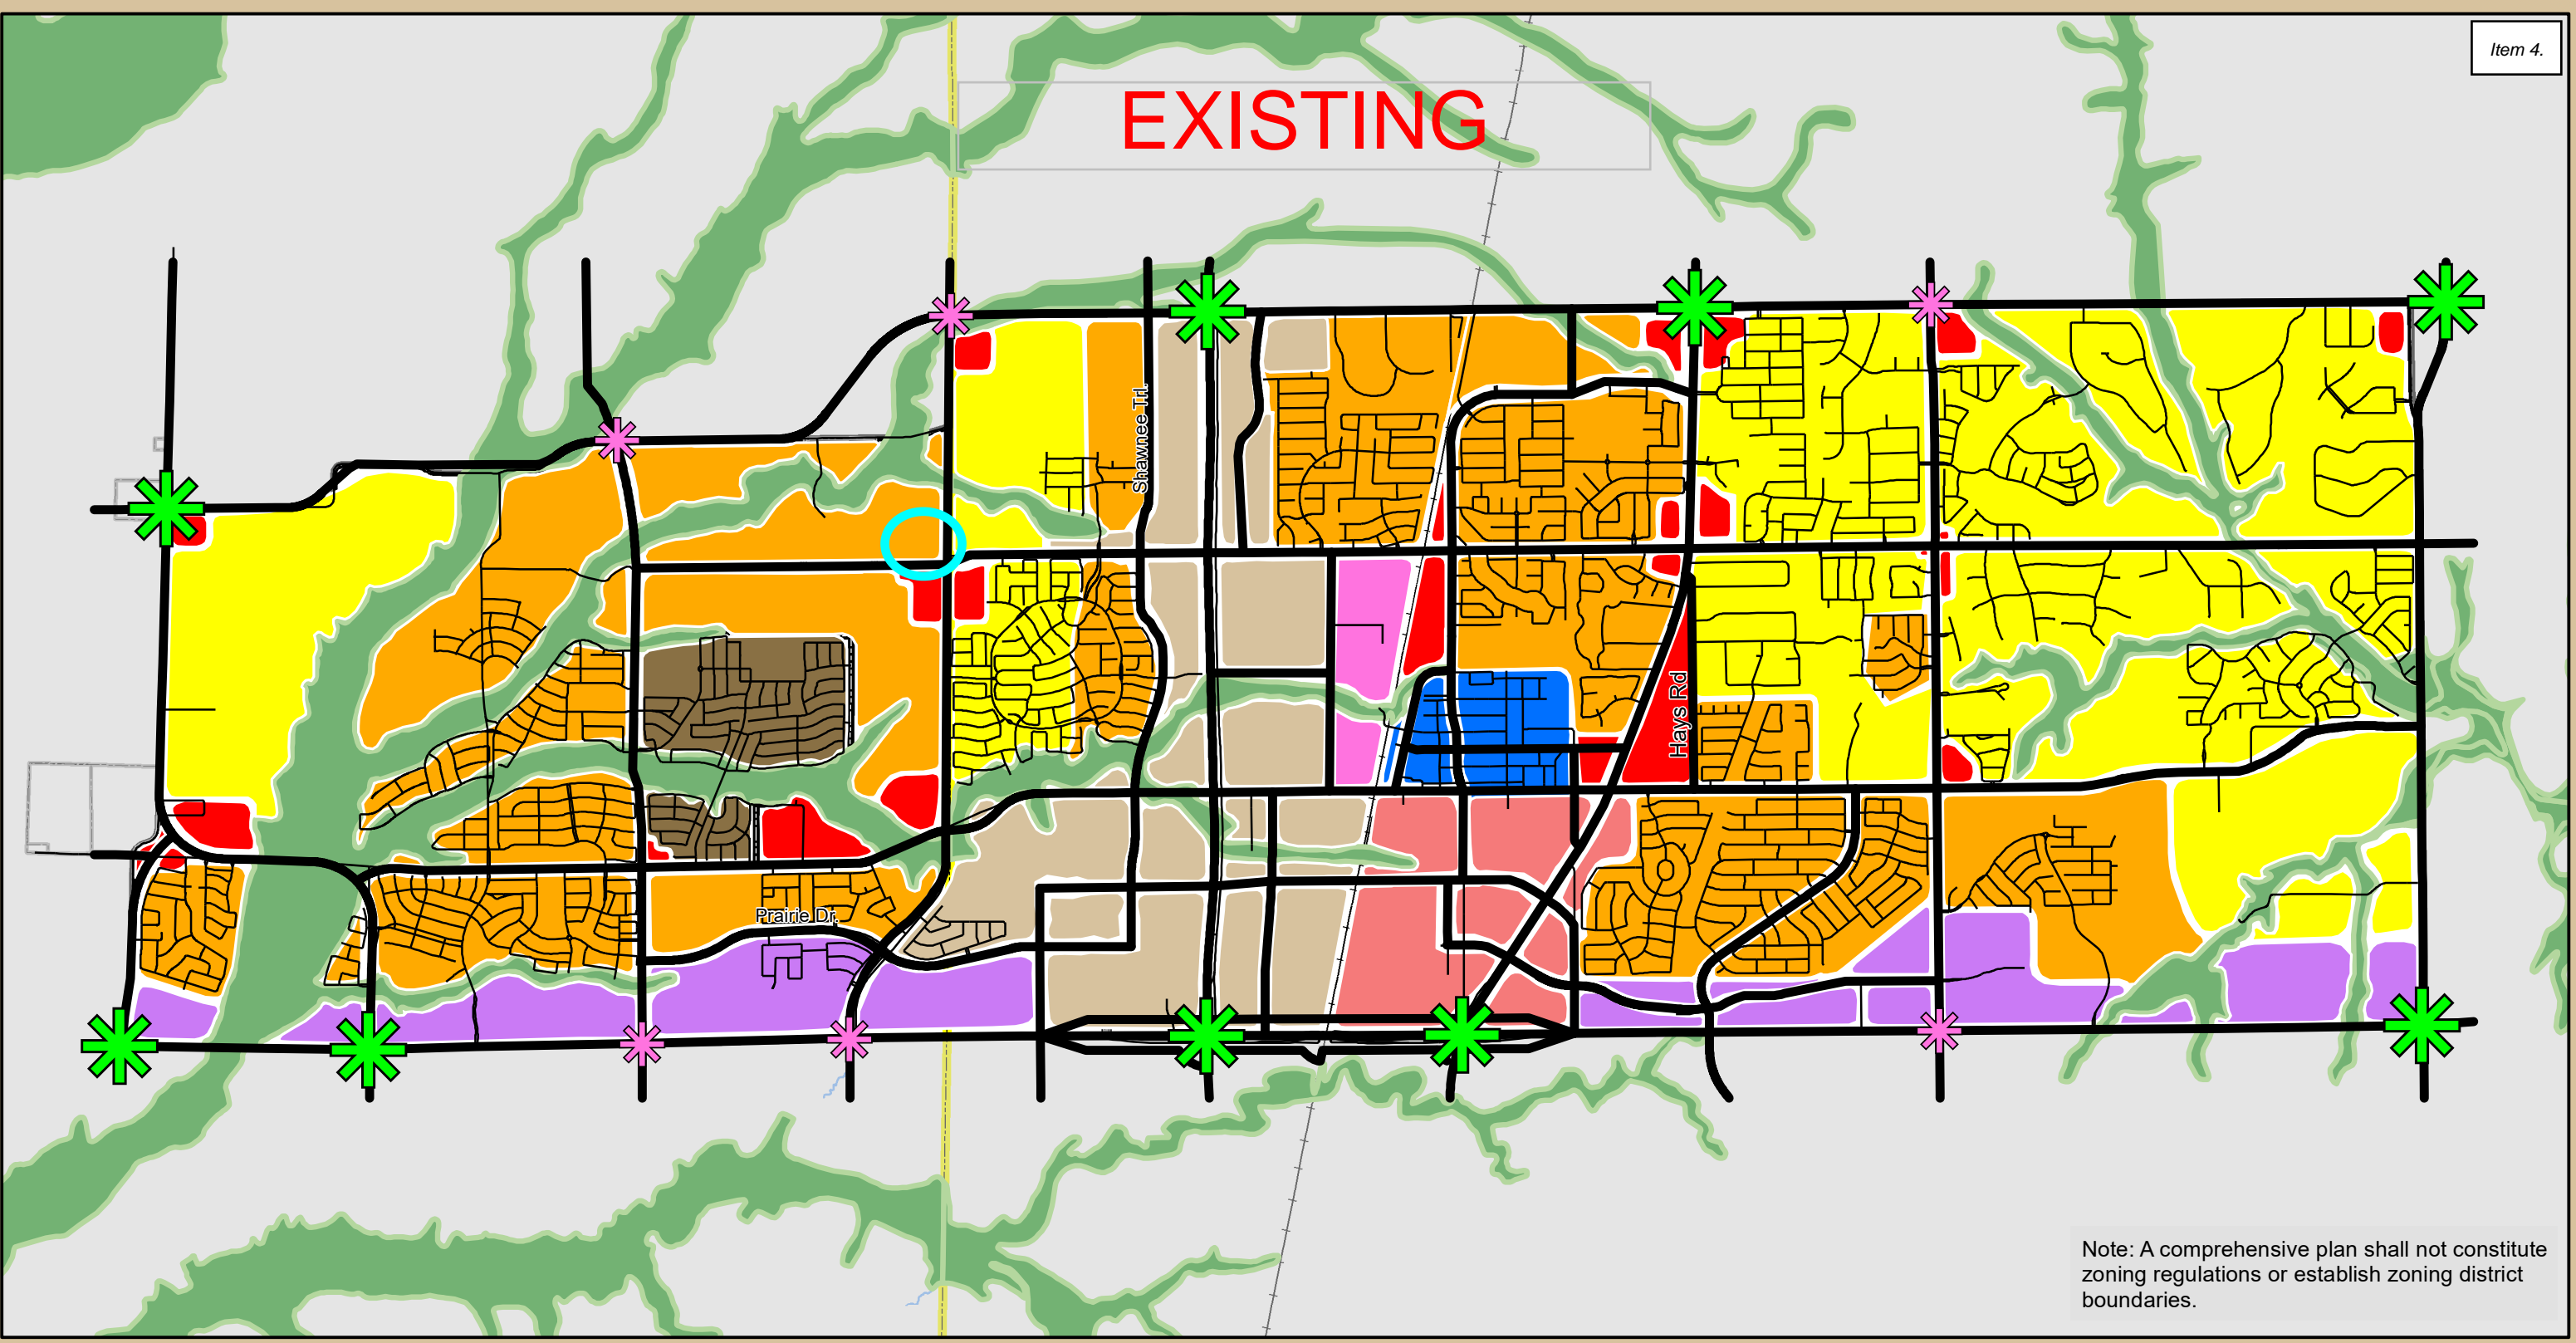 Item 4.
EXISTING
Shawnee Trl.
Hays Rd
Prairie Dr.
Note: A comprehensive plan shall not constitute
zoning regulations or establish zoning district
boundaries.